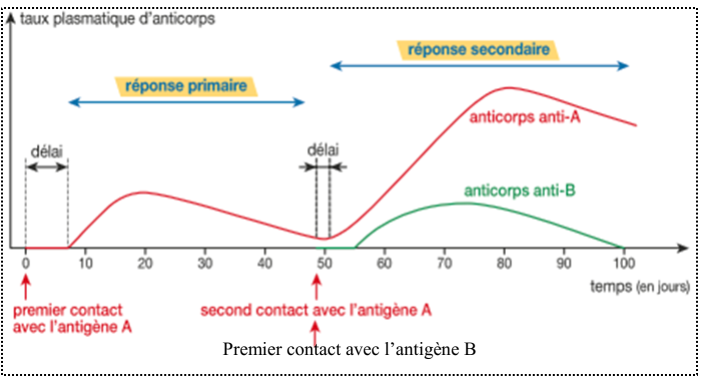 taux plasmatique d'anticorps
réponse secondaire
réponse primaire
anticorps anti-A
délai
délai
anticorps anti-B
0 10 20 30 40 50 60 70 80 90 100
temps (en jours)
premier contact
avec l'antigène A
second contact avec l'antigène A
Premier contact avec l'antigène B